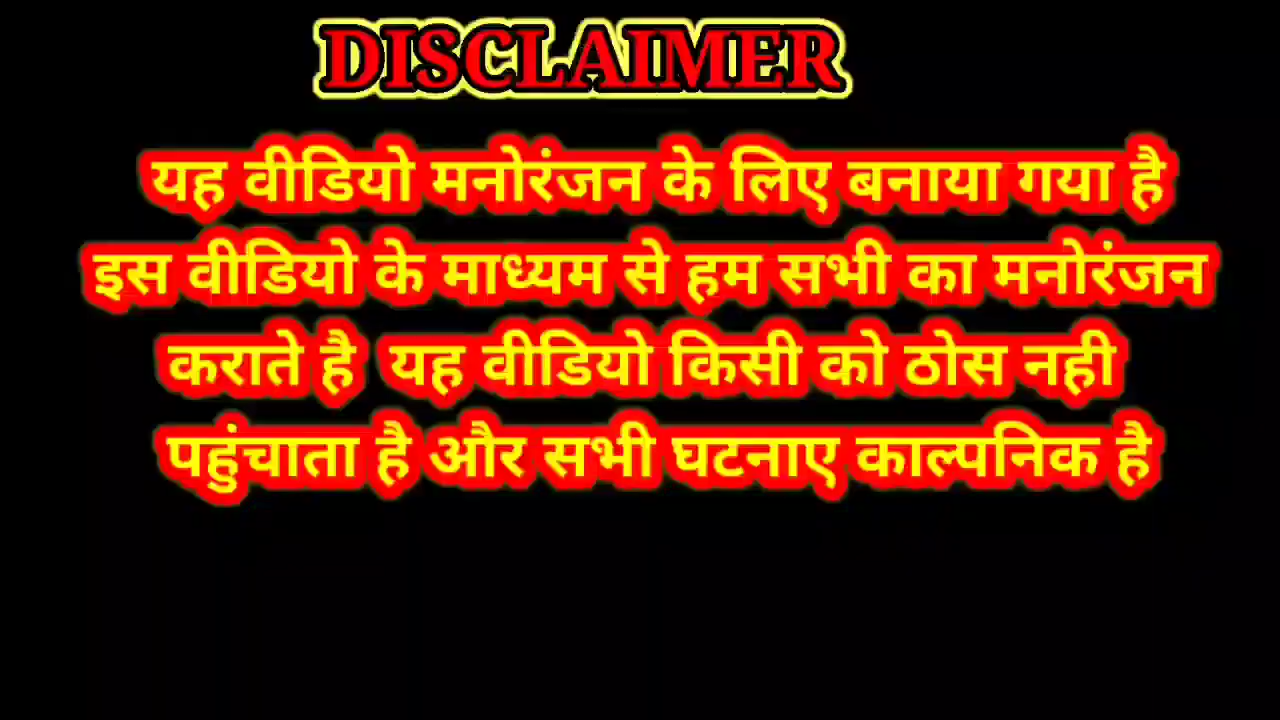 DISCLAIMER
यह वीडियो मनोरंजन के लिए बनाया गया है
इस वीडियो के माध्यम से हम सभी का मनोरंजन
कराते है यह वीडियो किसी को ठोस नही
पहुंचाता है और सभी घटनाए काल्पनिक है